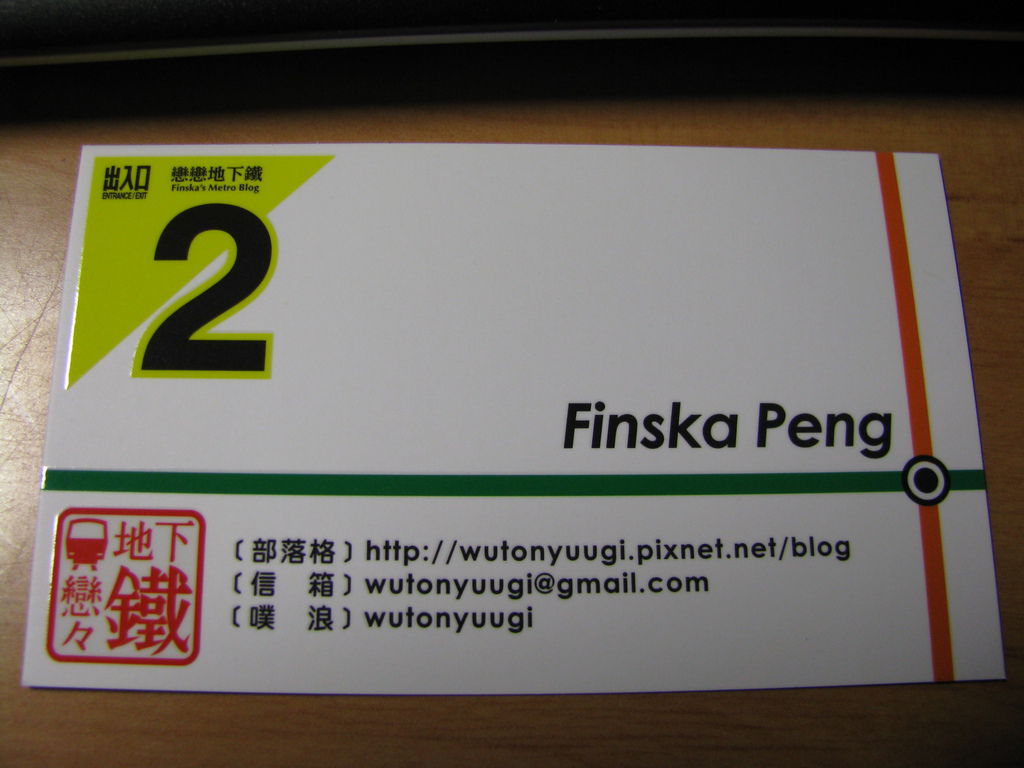 出入口
ENTRANCE/EXIT
戀戀地下鐵
Finska's Metro Blog
2
Finska Peng
地下
鐵
戀々
〔部落格〕http://wutonyuugi.pixnet.net/blog
〔信　箱〕wutonyuugi@gmail.com
〔噗　浪〕wutonyuugi